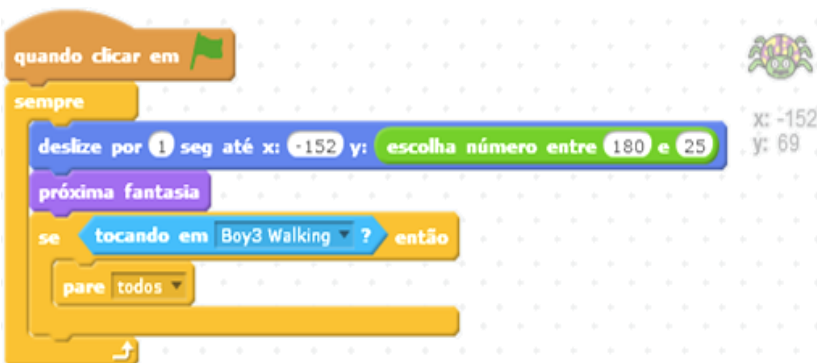 quando clicar em
sempre
deslize por 1 seg até x: -152 y: escolha número entre 180 e 25
próxima fantasia
se tocando em Boy3 Walking ? então
pare todos
x: -152
y: 69